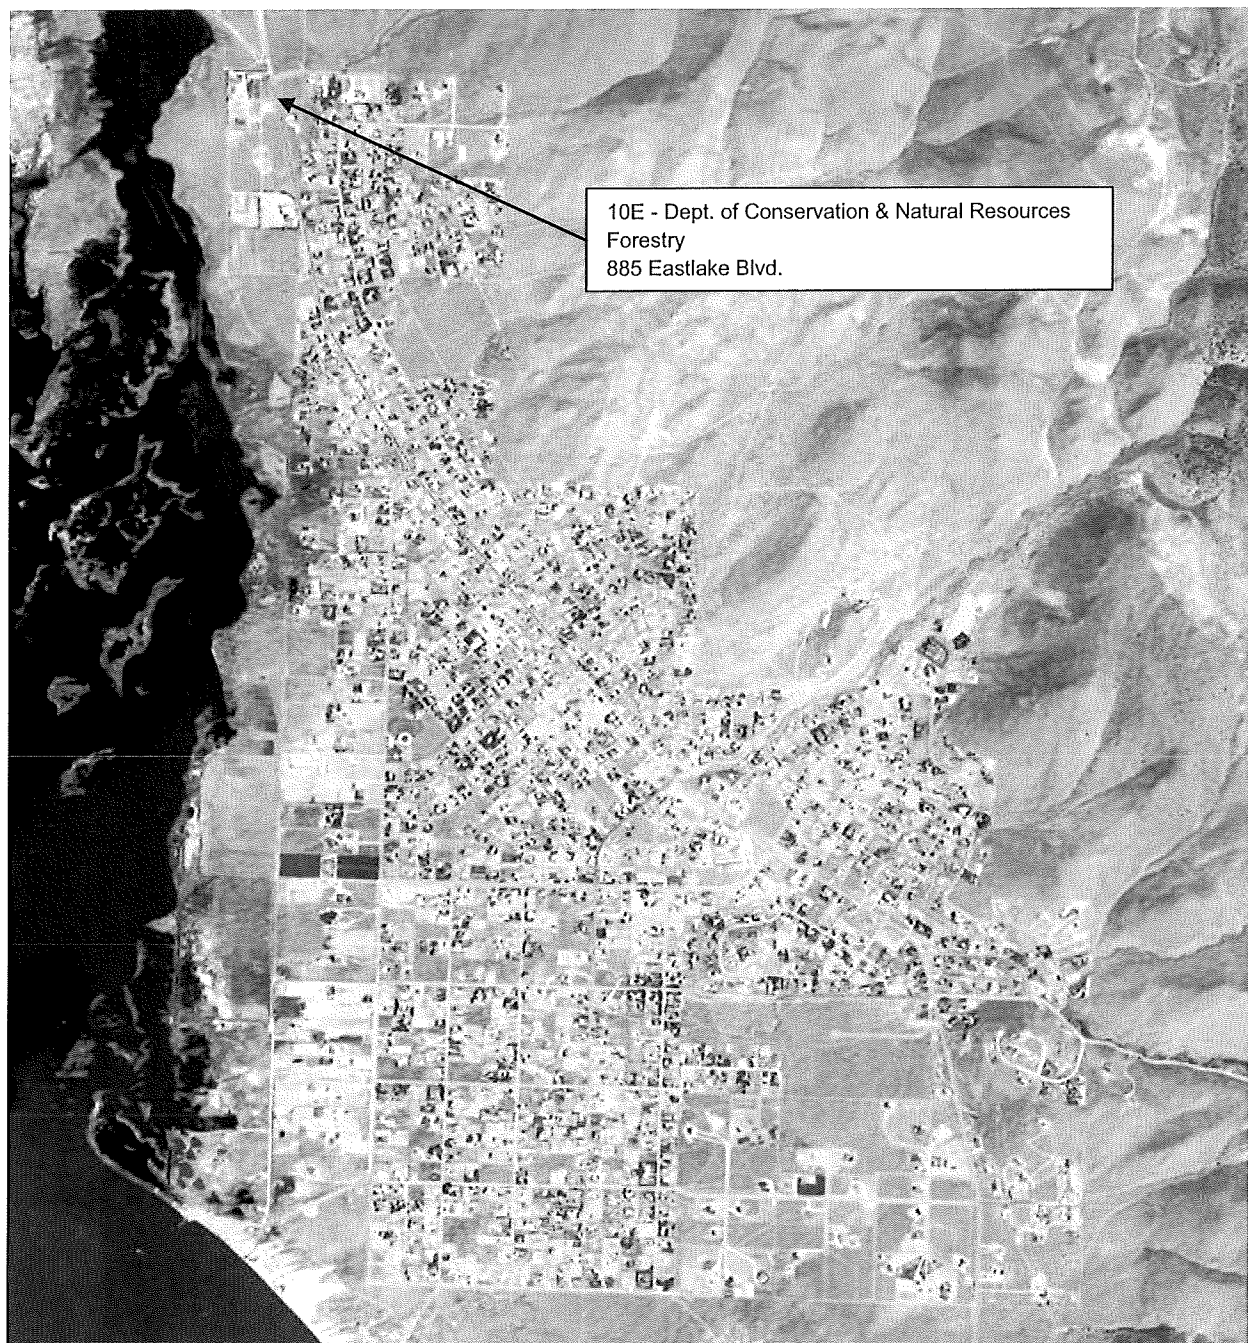 10E - Dept. of Conservation & Natural Resources
Forestry
885 Eastlake Blvd.